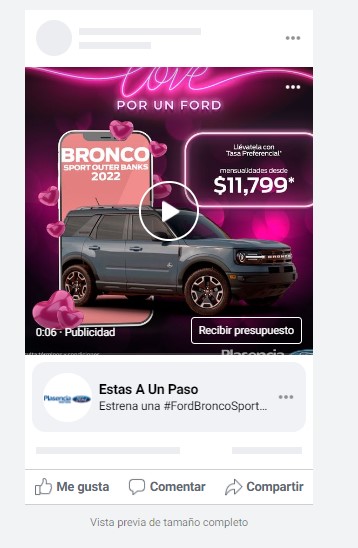 love
POR UN FORD
BRONCO
SPORT OUTER BANKS
2022
Llévatela con
Tasa Preferencial*
mensualidades desde
$11,799*
0:06 · Publicidad
Recibir presupuesto
Plasencia
Plasencia
Ford
Estas A Un Paso
Estrena una #FordBroncoSport...
Me gusta
Comentar
Compartir
Vista previa de tamaño completo